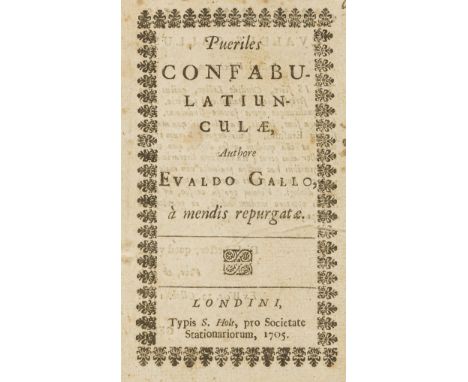 Pueriles
CONFABU-
LATIUN-
CULÆ,
Authore
EVALDO GALLO,
à mendis repurgatæ.
LONDINI,
Typis S. Holt, pro Societate
Stationariorum, 1705.